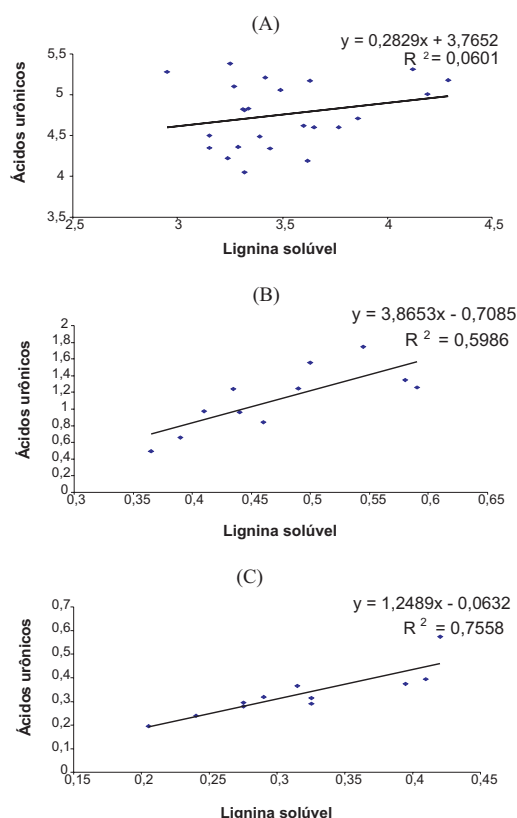 (A)
y = 0,2829x + 3,7652
R ² = 0,0601
Ácidos urônicos
5,5
5
4,5
4
3,5
2,5 3 3,5 4 4,5
Lignina solúvel
(B)
y = 3,8653x - 0,7085
R ² = 0,5986
Ácidos urônicos
2
1,8
1,6
1,4
1,2
1
0,8
0,6
0,4
0,2
0
0,3 0,35 0,4 0,45 0,5 0,55 0,6 0,65
Lignina solúvel
(C)
y = 1,2489x - 0,0632
R ² = 0,7558
Ácidos urônicos
0,7
0,6
0,5
0,4
0,3
0,2
0,1
0
0,15 0,2 0,25 0,3 0,35 0,4 0,45
Lignina solúvel